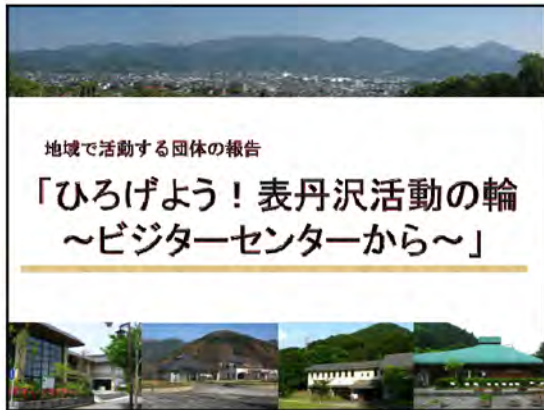 地域で活動する団体の報告
「ひろげよう！表丹沢活動の輪
～ビジターセンターから～」